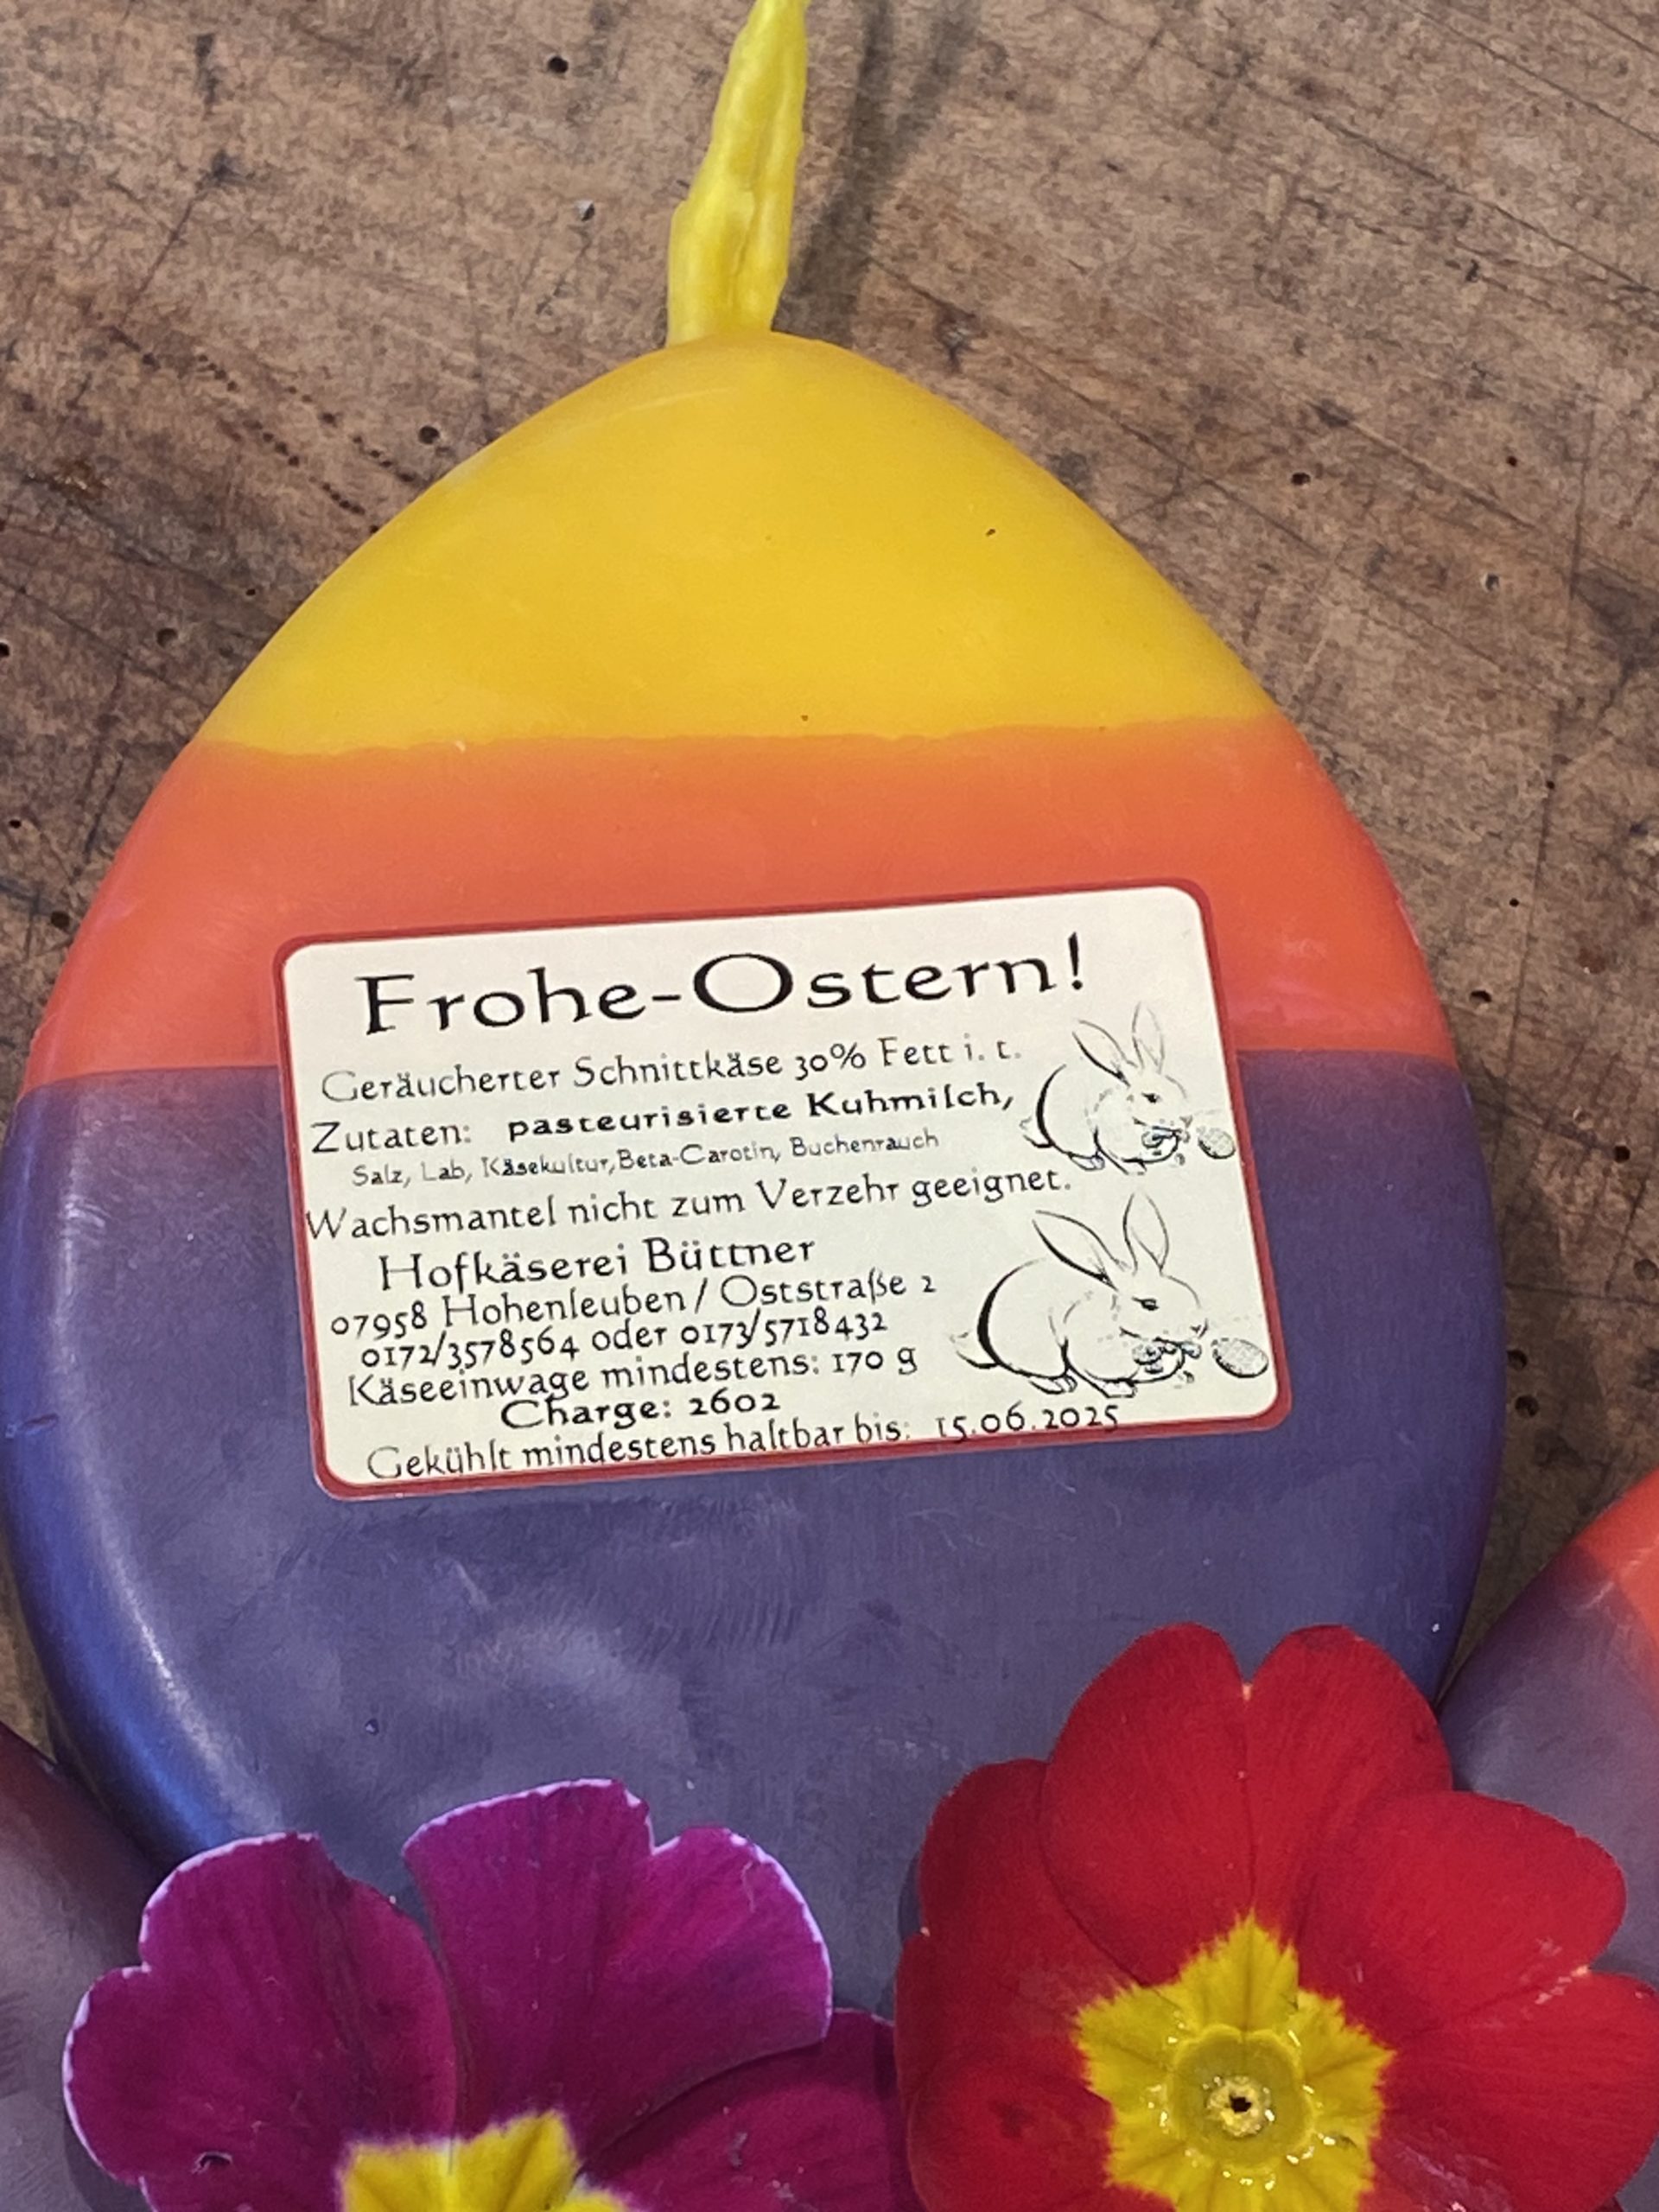 Frohe-Ostern!
Geräucherter Schnittkäse 30% Fett i. t.
Zutaten: pasteurisierte Kuhmilch,
Salz, Lab, Käsekultur,Beta-Carotin, Buchenrauch
Wachsmantel nicht zum Verzehr geeignet.
Hofkäserei Büttner
07958 Hohenleuben / Oststraße 2
0172/3578564 oder 0173/5718432
Käseeinwage mindestens: 170 g
Charge: 2602
Gekühlt mindestens haltbar bis: 15.06.2025